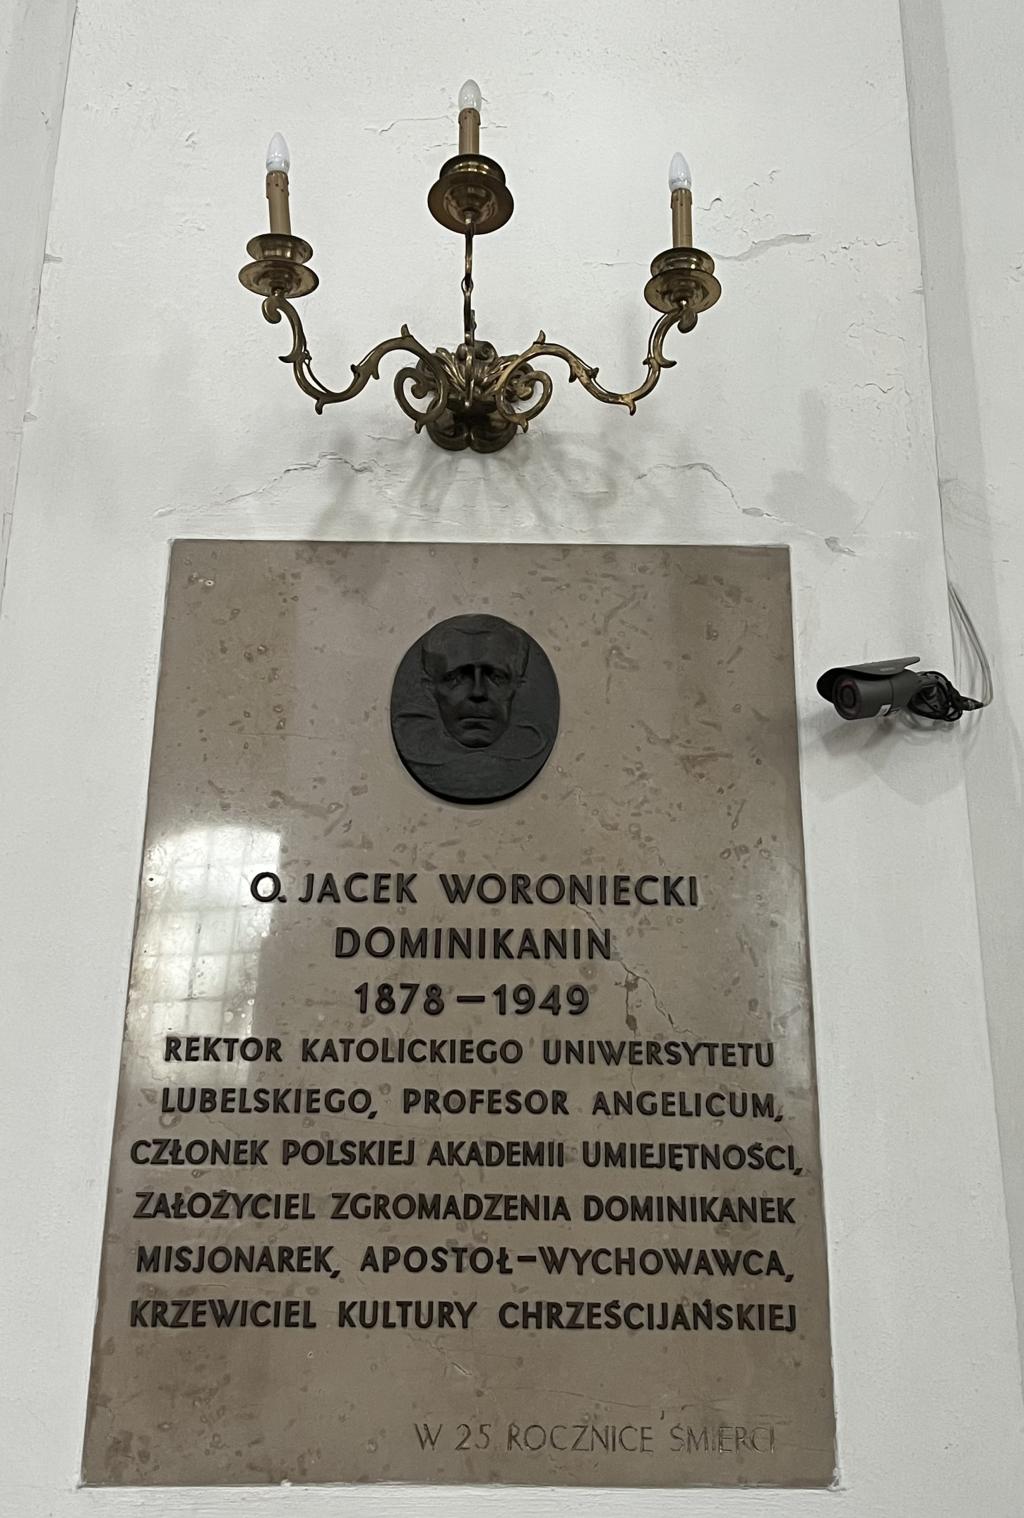 O. JACEK WORONIECKI
DOMINIKANIN
1878 – 1949
REKTOR KATOLICKIEGO UNIWERSYTETU
LUBELSKIEGO, PROFESOR ANGELICUM,
CZŁONEK POLSKIEJ AKADEMII UMIEJĘTNOŚCI,
ZAŁOŻYCIEL ZGROMADZENIA DOMINIKANEK
MISJONAREK, APOSTOŁ–WYCHOWAWCA,
KRZEWICIEL KULTURY CHRZEŚCIJAŃSKIEJ
W 25 ROCZNICE ŚMIERCI